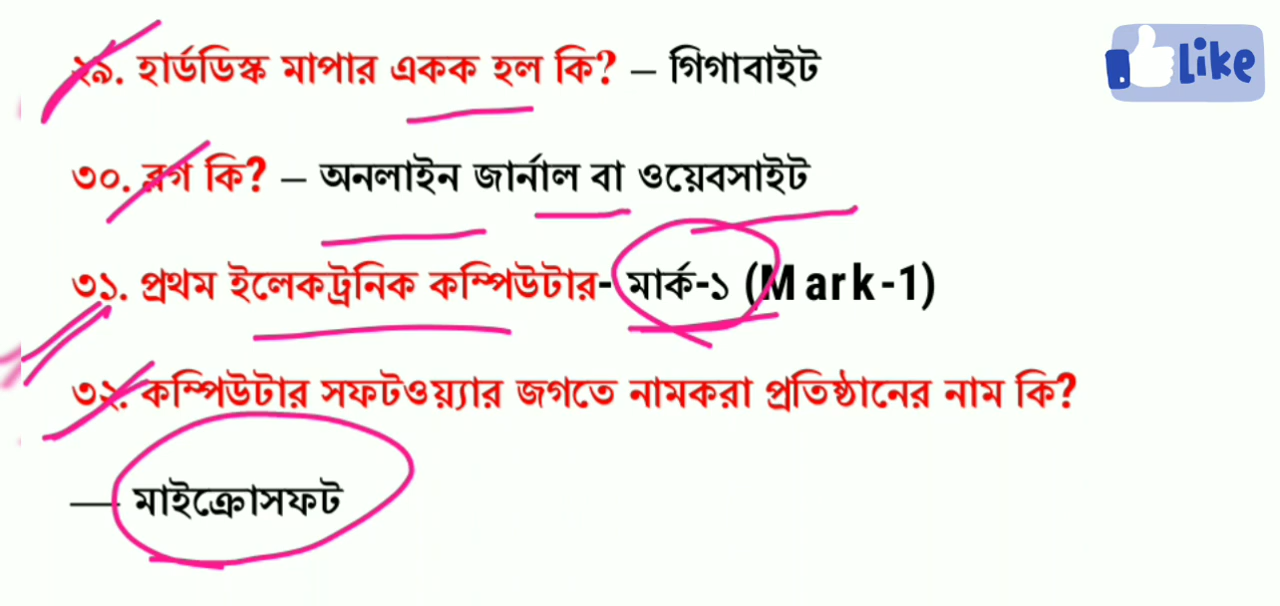 ২৯. হার্ডডিস্ক মাপার একক হল কি? – গিগাবাইট
Like
৩০. ব্লগ কি? – অনলাইন জার্নাল বা ওয়েবসাইট
৩১. প্রথম ইলেকট্রনিক কম্পিউটার- মার্ক-১ (Mark-1)
৩২. কম্পিউটার সফটওয়্যার জগতে নামকরা প্রতিষ্ঠানের নাম কি?
— মাইক্রোসফট